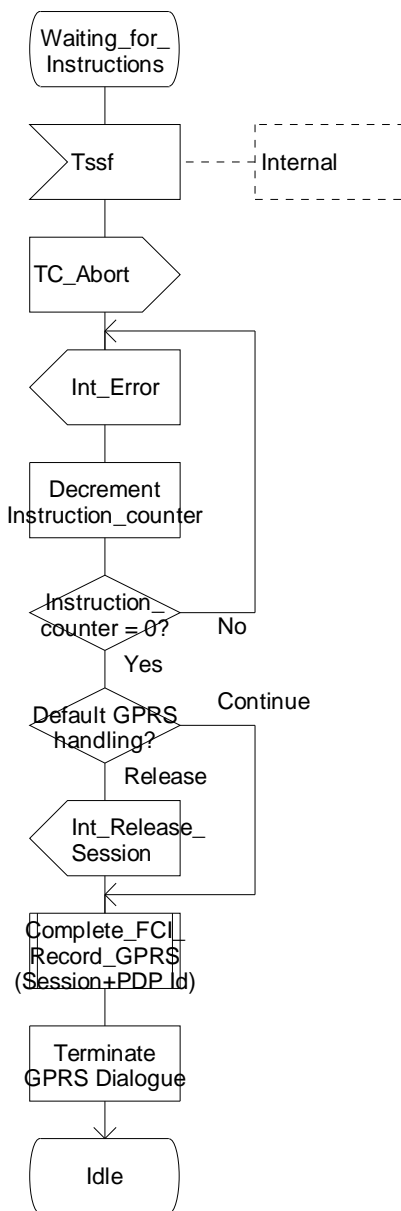 Waiting_for_
Instructions
Tssf
Internal
TC_Abort
Int_Error
Decrement
Instruction_counter
Instruction_
counter = 0?
No
Yes
Default GPRS
handling?
Continue
Release
Int_Release_
Session
Complete_FCI_
Record_GPRS
(Session+PDP Id)
Terminate
GPRS Dialogue
Idle